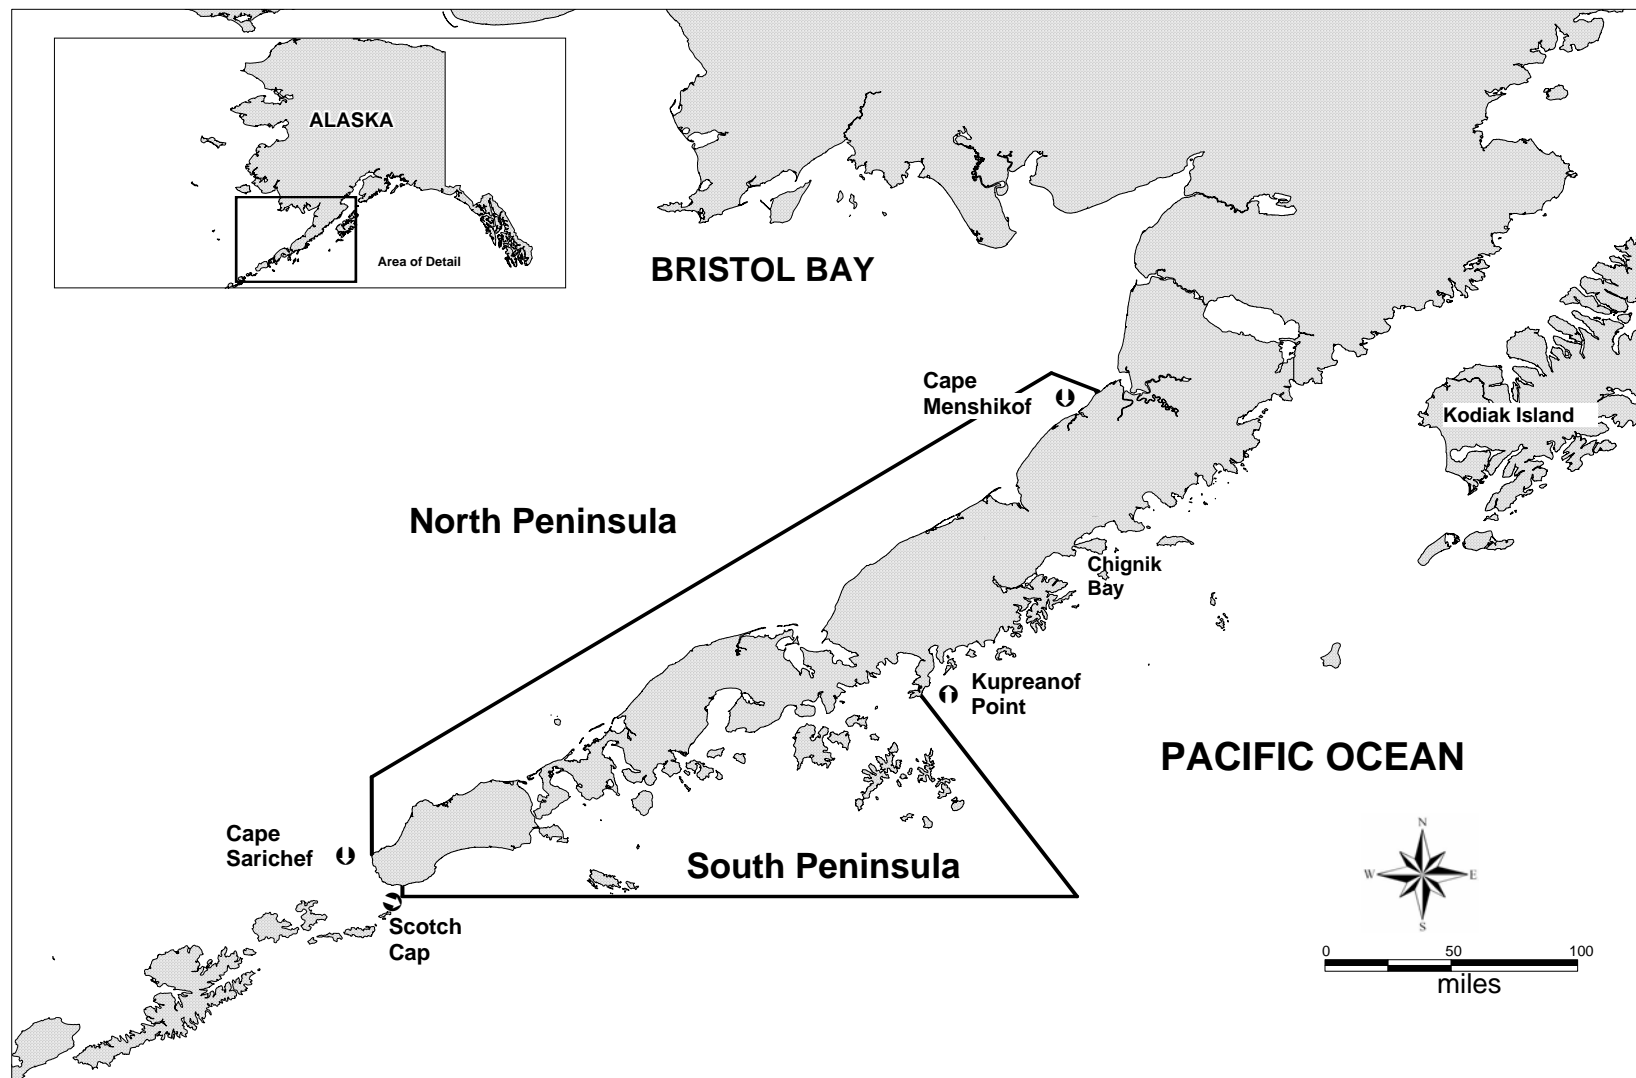 ALASKA
Area of Detail
BRISTOL BAY
Cape
Menshikof
Kodiak Island
North Peninsula
Chignik
Bay
Kupreanof
Point
PACIFIC OCEAN
Cape
Sarichef
South Peninsula
Scotch
Cap
N
W E
S
0 50 100
miles